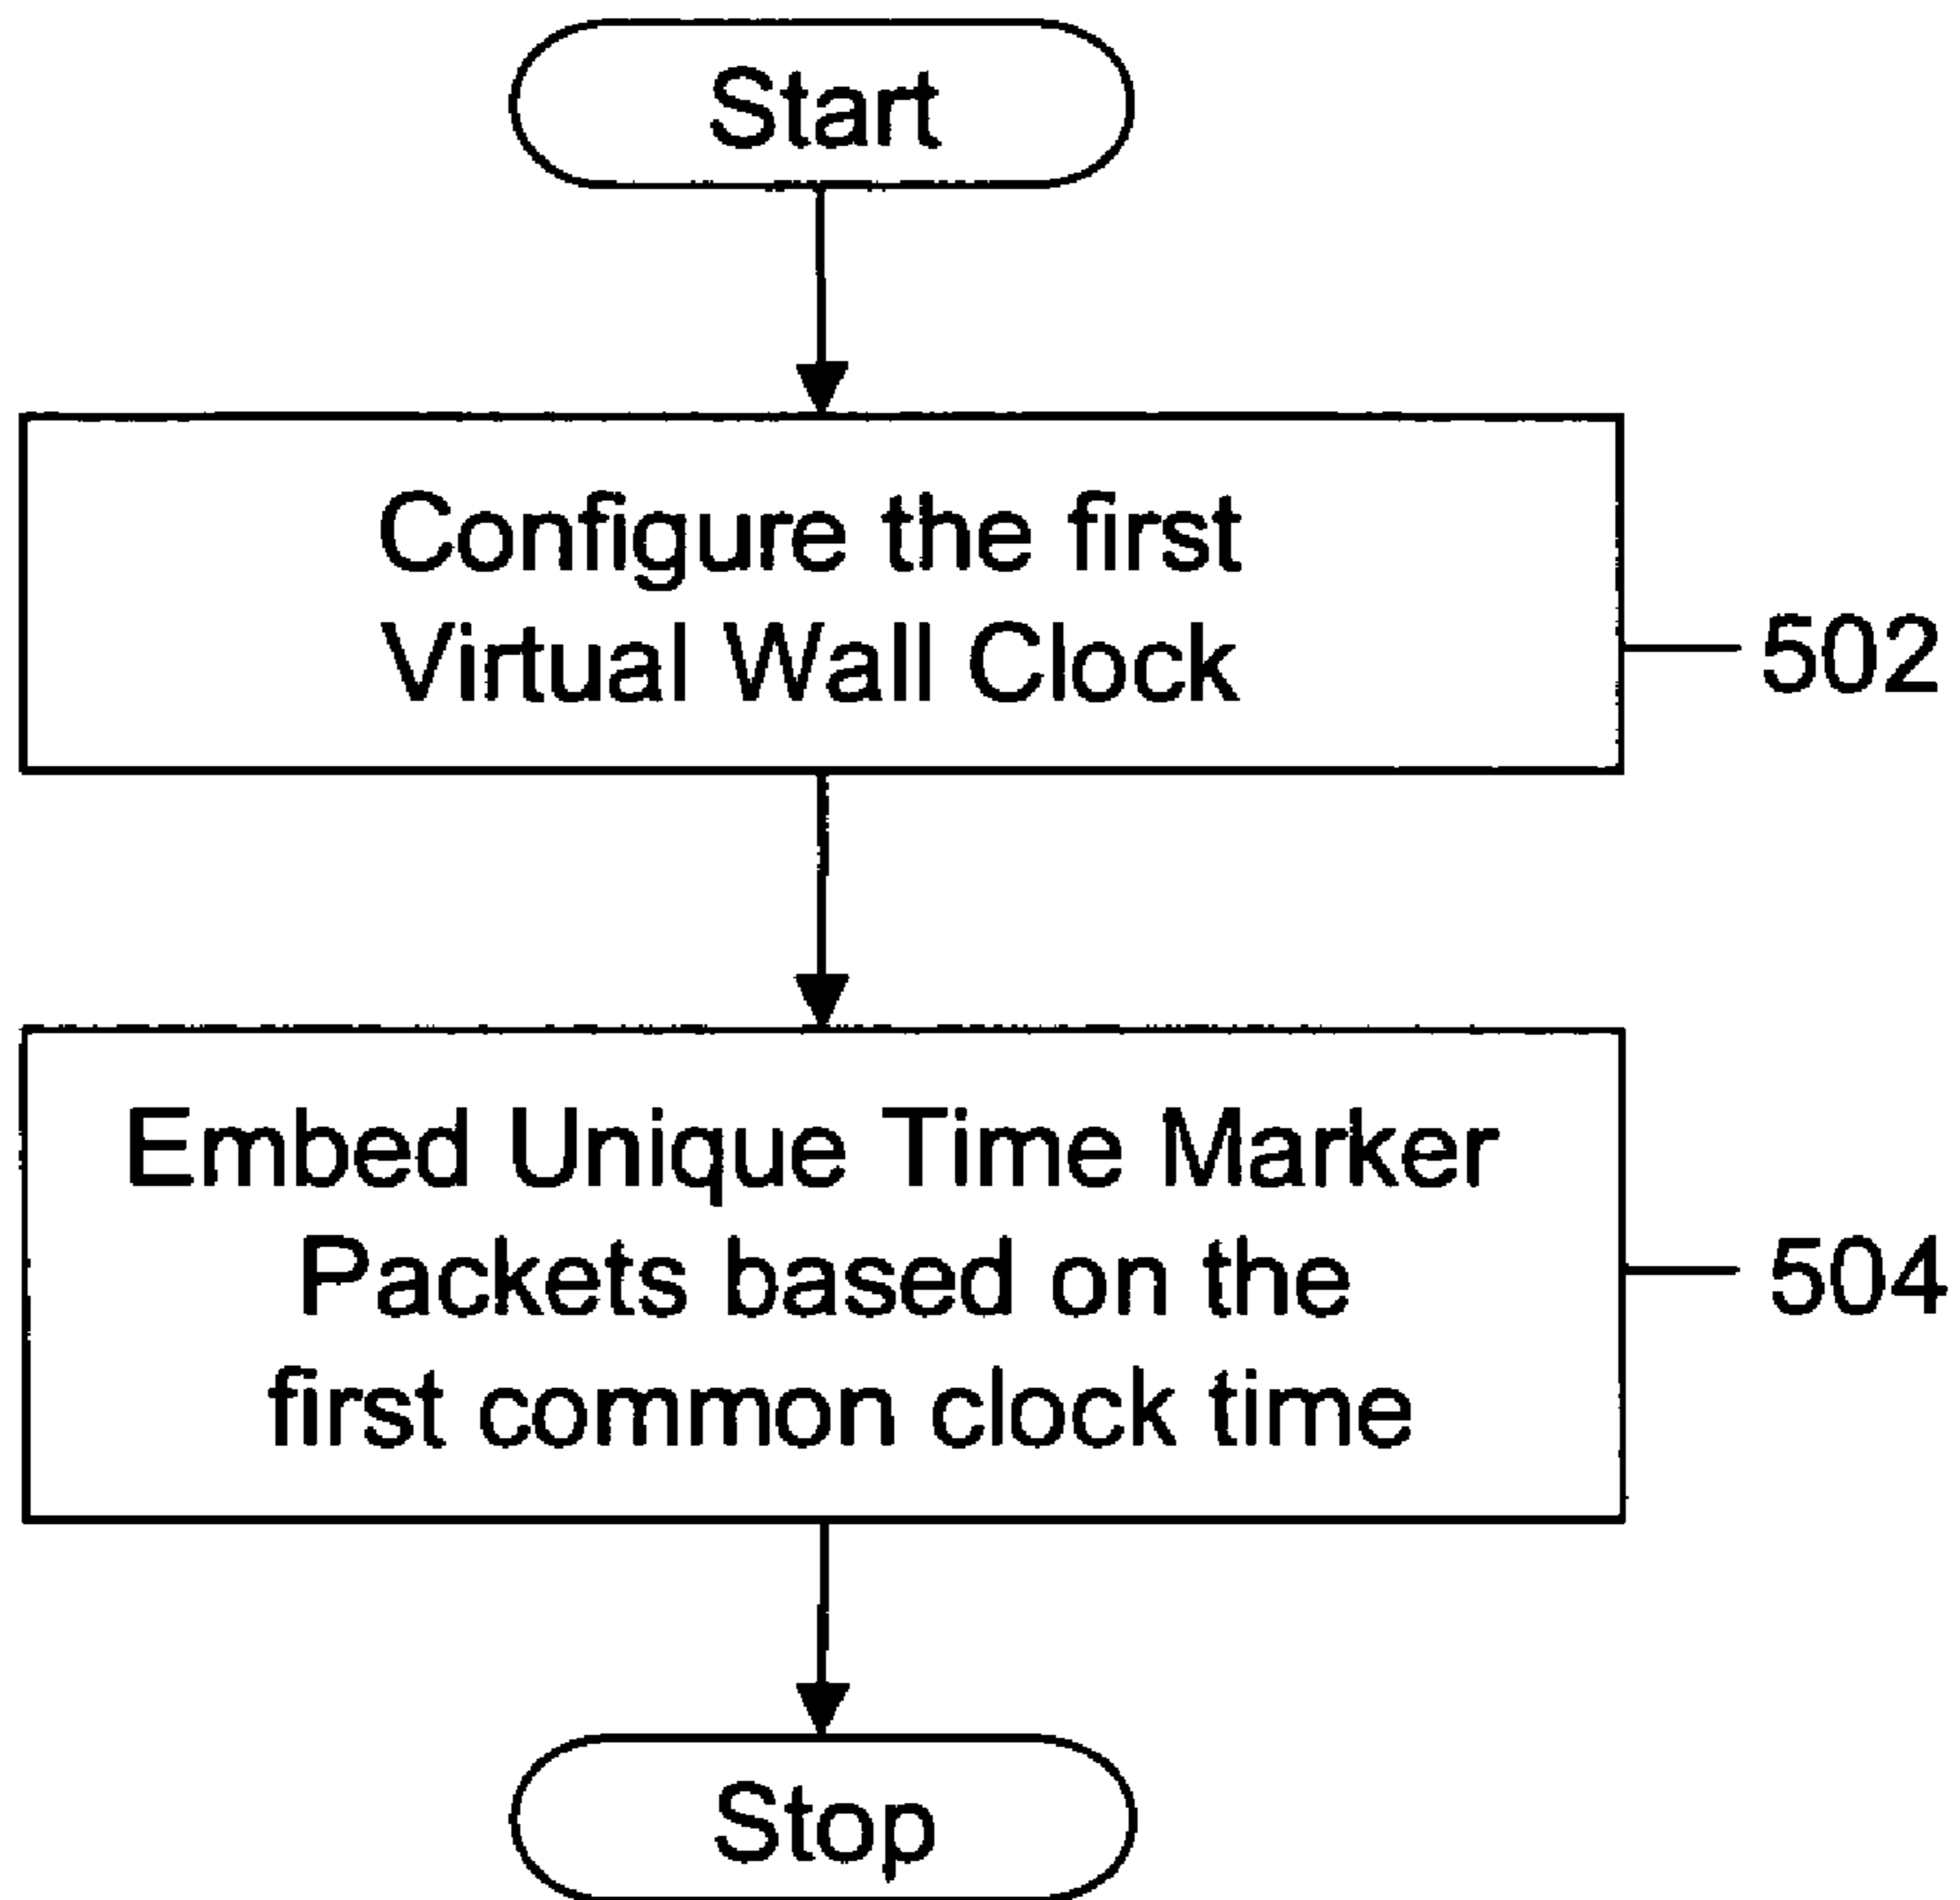 Start
Configure the first
Virtual Wall Clock
502
Embed Unique Time Marker
Packets based on the
first common clock time
504
Stop